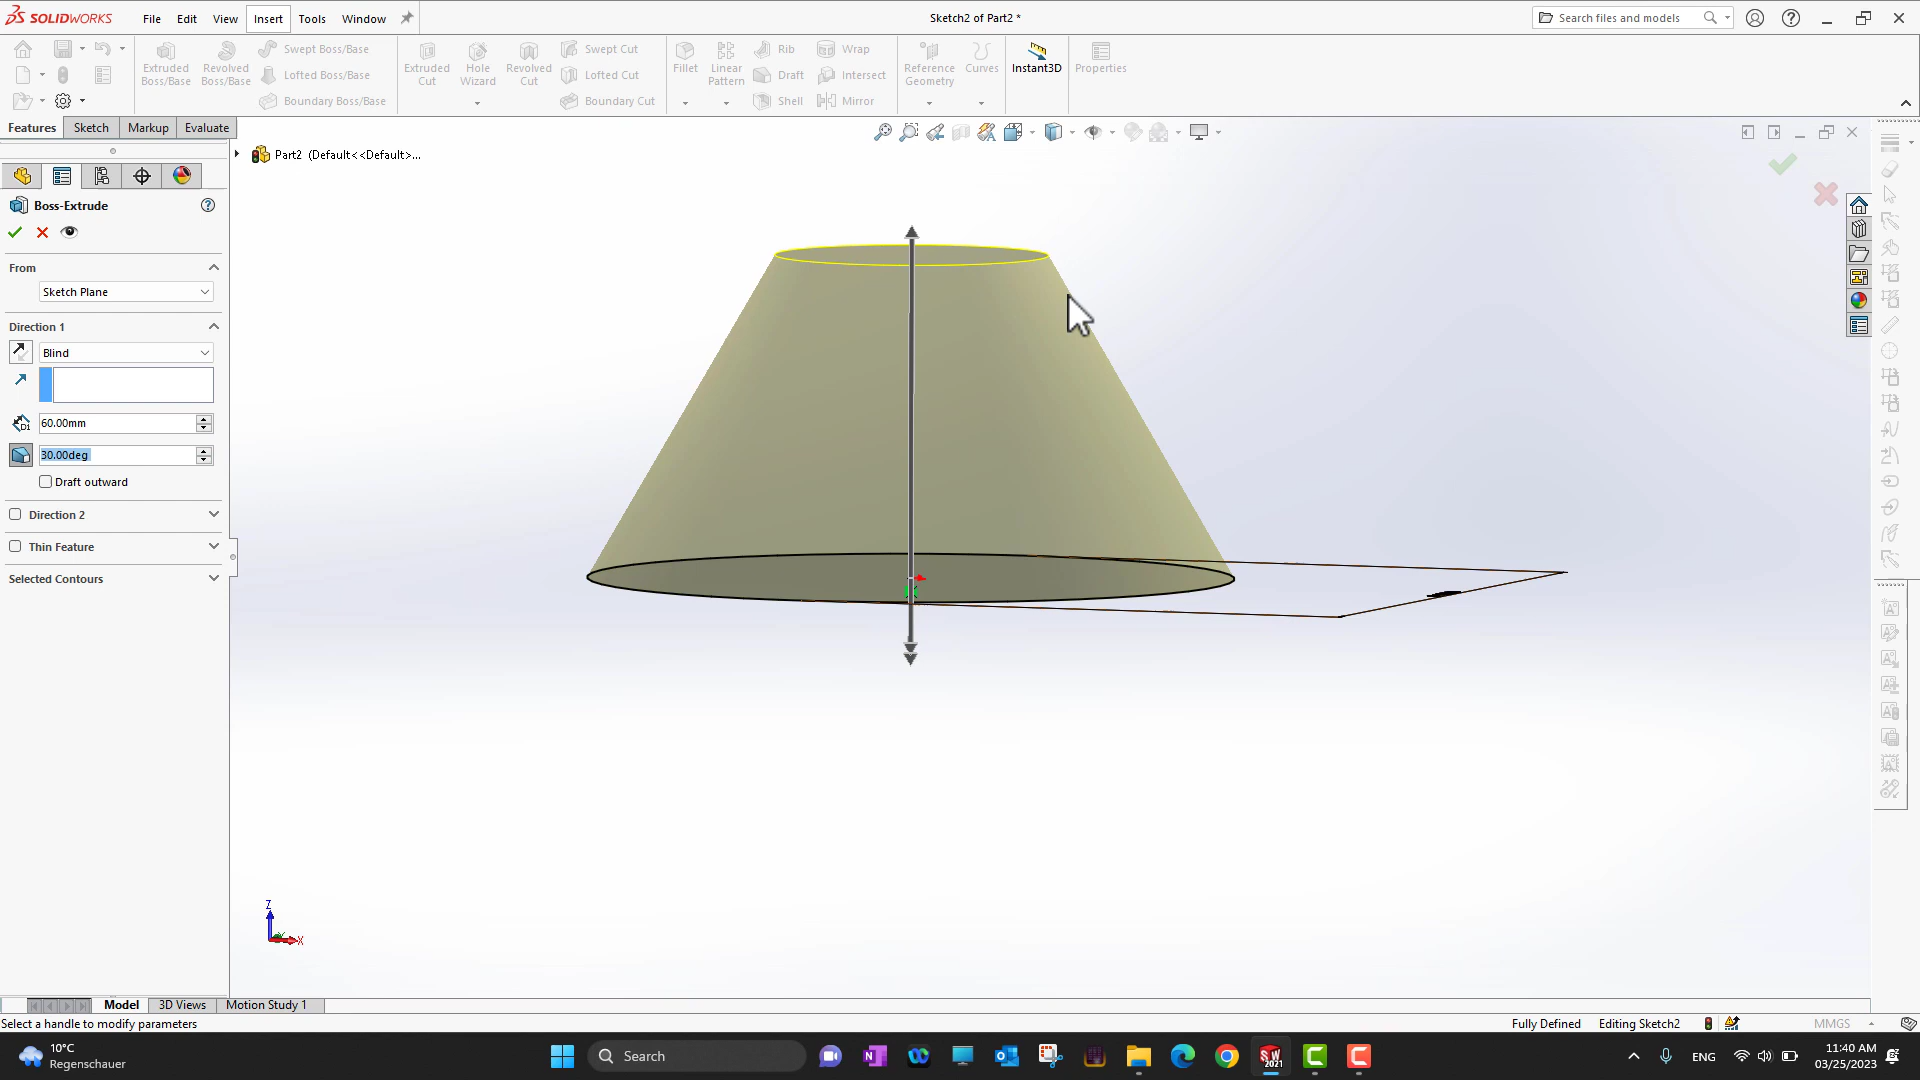 SOLIDWORKS File Edit View Insert Tools Window Sketch2 of Part2 * Search files and models
Extruded Boss/Base
Revolved Boss/Base
Swept Boss/Base
Lofted Boss/Base
Boundary Boss/Base
Extruded Cut
Hole Wizard
Revolved Cut
Swept Cut
Lofted Cut
Boundary Cut
Fillet
Linear Pattern
Rib
Draft
Shell
Wrap
Intersect
Mirror
Reference Geometry
Curves
Instant3D
Properties
Features Sketch Markup Evaluate
Part2 (Default<<Default>...
Boss-Extrude
From
Sketch Plane
Direction 1
Blind
D1 60.00mm
30.00deg
Draft outward
Direction 2
Thin Feature
Selected Contours
Z
X
Model 3D Views Motion Study 1
Select a handle to modify parameters Fully Defined Editing Sketch2 MMGS
10°C
Regenschauer
Search
SW 2021
ENG
11:40 AM
03/25/2023